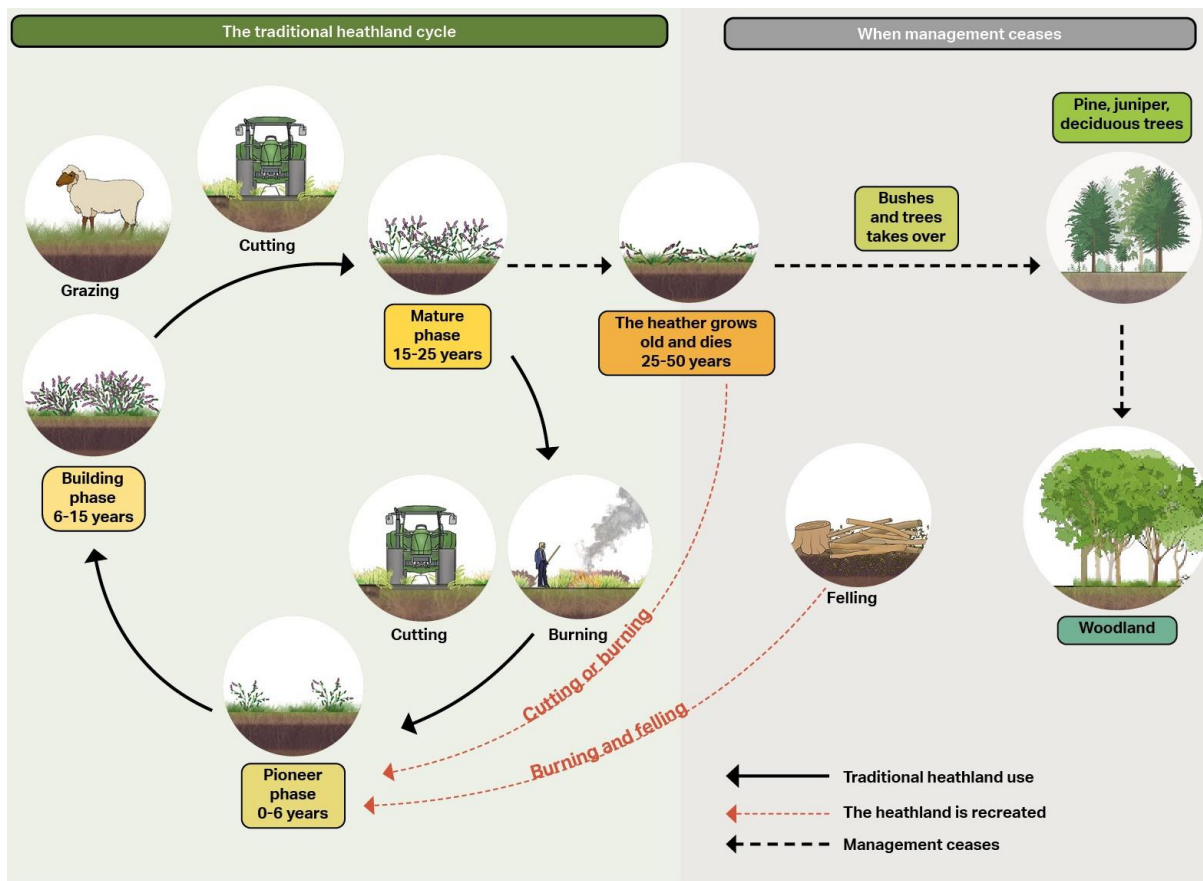 The traditional heathland cycle
When management ceases
Grazing
Cutting
Mature
phase
15-25 years
The heather grows
old and dies
25-50 years
Bushes
and trees
takes over
Pine, juniper,
deciduous trees
Building
phase
6-15 years
Cutting
Burning
Felling
Woodland
Pioneer
phase
0-6 years
Cutting or burning
Burning and felling
Traditional heathland use
The heathland is recreated
Management ceases